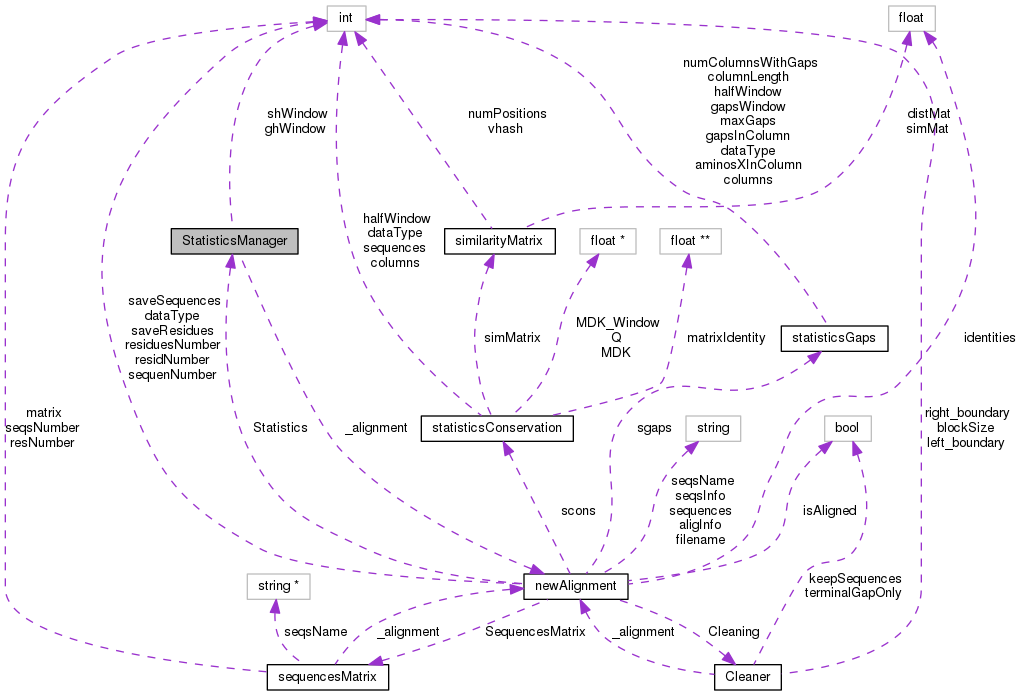 int
float
numColumnsWithGaps
columnLength
halfWindow
gapsWindow
maxGaps
gapsInColumn
dataType
aminosXInColumn
columns
shWindow
ghWindow
numPositions
vhash
distMat
simMat
StatisticsManager
halfWindow
dataType
sequences
columns
similarityMatrix
float *
float **
saveSequences
dataType
saveResidues
residuesNumber
residNumber
sequenNumber
simMatrix
MDK_Window
Q
MDK
matrixIdentity
statisticsGaps
identities
matrix
seqsNumber
resNumber
Statistics
_alignment
statisticsConservation
sgaps
string
bool
right_boundary
blockSize
left_boundary
scons
seqsName
seqsInfo
sequences
aligInfo
filename
isAligned
string *
newAlignment
keepSequences
terminalGapOnly
seqsName
_alignment
SequencesMatrix
_alignment
Cleaning
sequencesMatrix
Cleaner